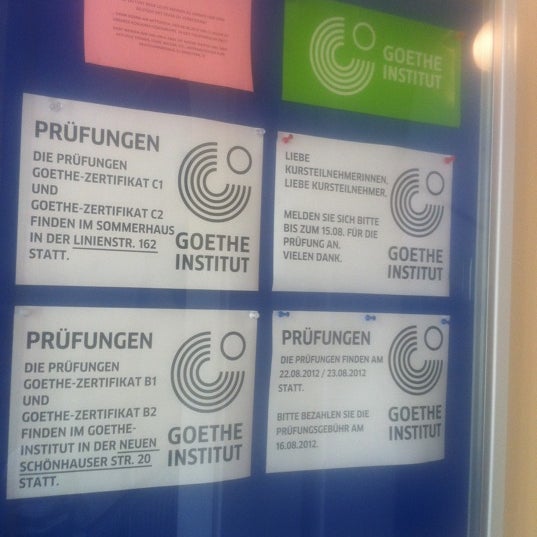 GOETHE
INSTITUT
PRÜFUNGEN
DIE PRÜFUNGEN
GOETHE-ZERTIFIKAT C1
UND
GOETHE-ZERTIFIKAT C2
FINDEN IM SOMMERHAUS
IN DER LINIENSTR. 162
STATT.
GOETHE
INSTITUT
LIEBE
KURSTEILNEHMERINNEN,
LIEBE KURSTEILNEHMER,
MELDEN SIE SICH BITTE
BIS ZUM 15.08. FÜR DIE
PRÜFUNG AN.
VIELEN DANK.
GOETHE
INSTITUT
PRÜFUNGEN
DIE PRÜFUNGEN
GOETHE-ZERTIFIKAT B1
UND
GOETHE-ZERTIFIKAT B2
FINDEN IM GOETHE-
INSTITUT IN DER NEUEN
SCHÖNHAUSER STR. 20
STATT.
GOETHE
INSTITUT
PRÜFUNGEN
DIE PRÜFUNGEN FINDEN AM
22.08.2012 / 23.08.2012
STATT.
BITTE BEZAHLEN SIE DIE
PRÜFUNGSGEBÜHR AM
16.08.2012.
GOETHE
INSTITUT